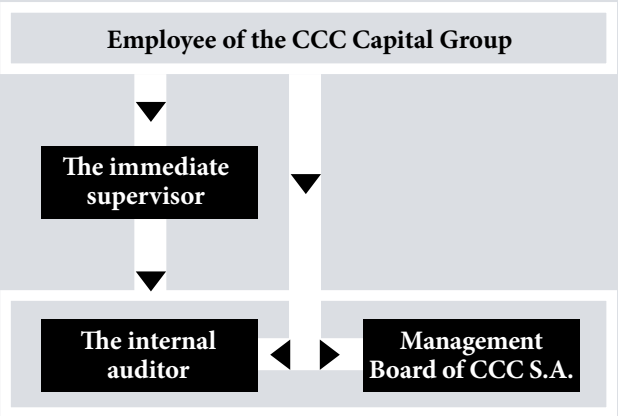 Employee of the CCC Capital Group
The immediate
supervisor
The internal
auditor
Management
Board of CCC S.A.